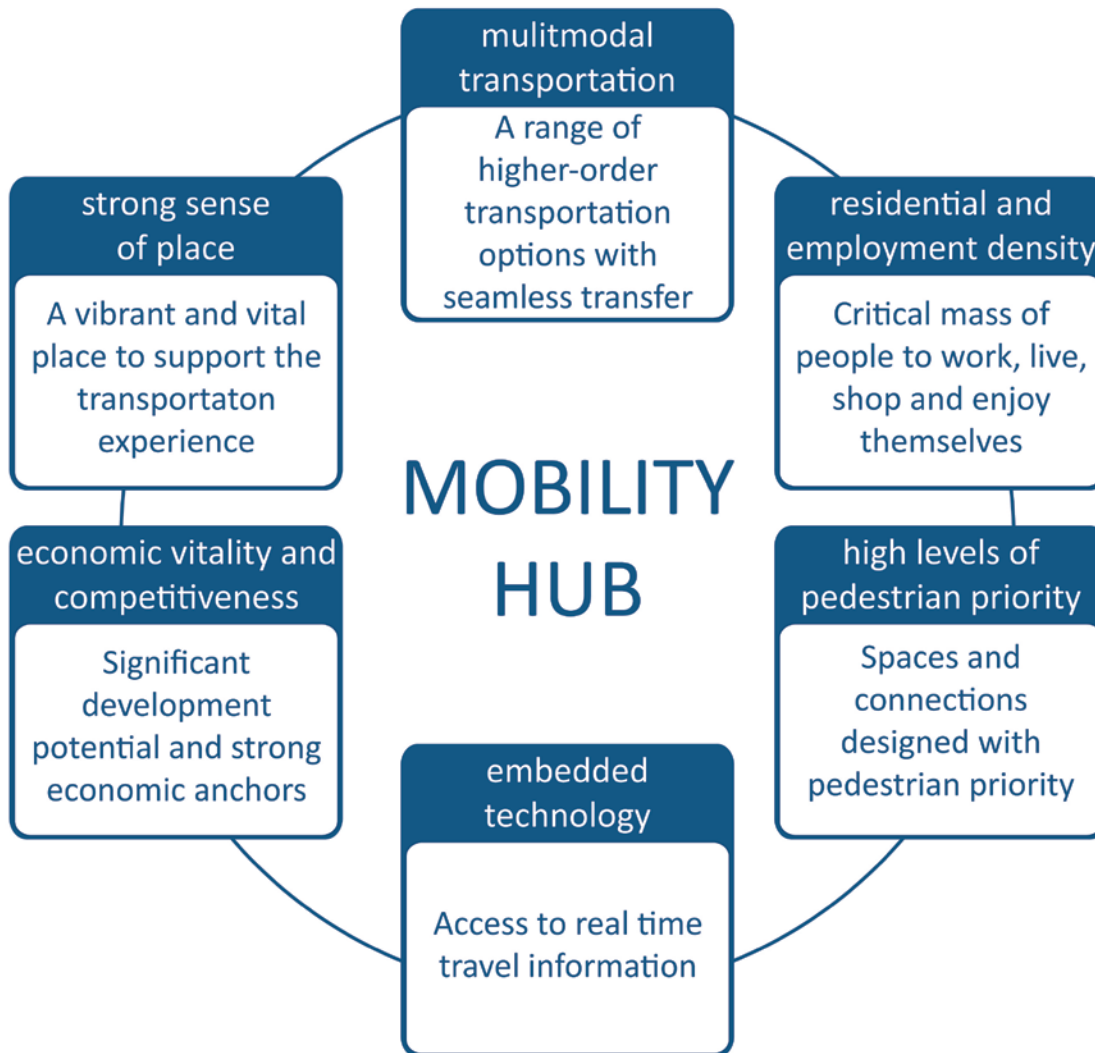 mulitmodal
transportation
A range of
higher-order
transportation
options with
seamless transfer
residential and
employment density
Critical mass of
people to work, live,
shop and enjoy
themselves
high levels of
pedestrian priority
Spaces and
connections
designed with
pedestrian priority
embedded
technology
Access to real time
travel information
economic vitality and
competitiveness
Significant
development
potential and strong
economic anchors
strong sense
of place
A vibrant and vital
place to support the
transportaton
experience
MOBILITY
HUB